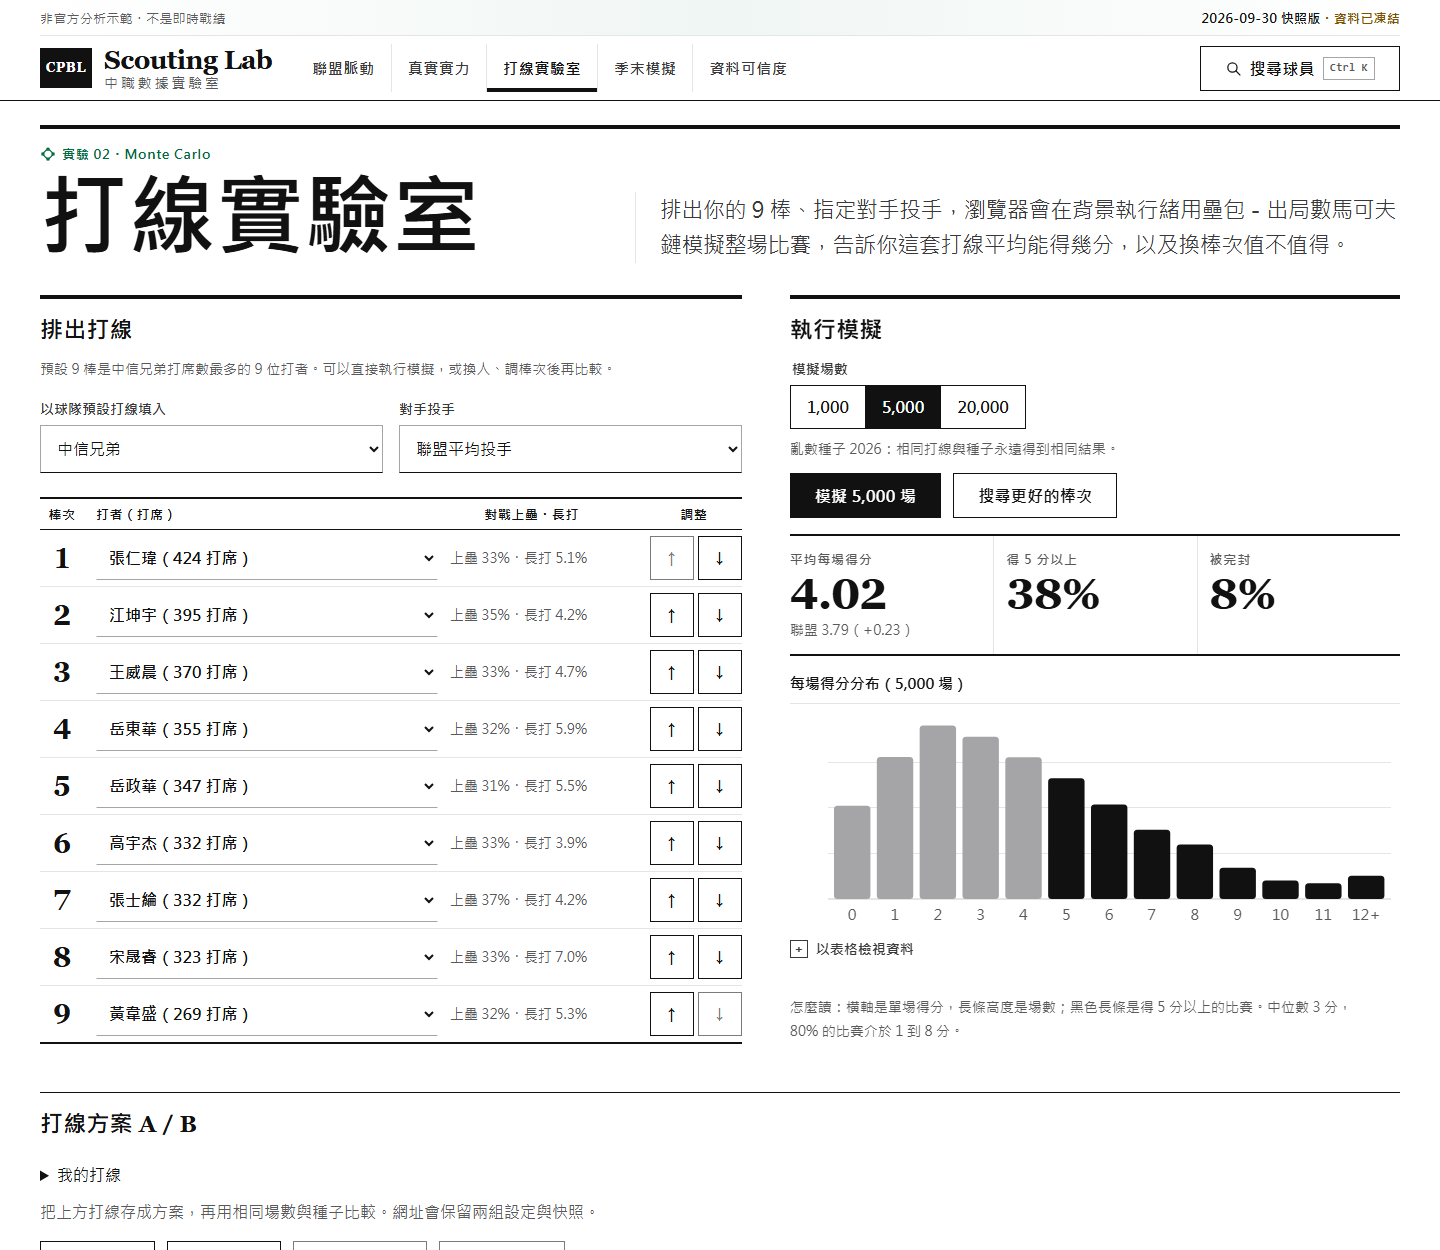 非官方分析示範・不是即時戰績
2026-09-30 快照版・資料已凍結
CPBL
Scouting Lab
中職數據實驗室
聯盟脈動
真實實力
打線實驗室
季末模擬
資料可信度
搜尋球員
Ctrl K
實驗 02・Monte Carlo
打線實驗室
排出你的 9 棒、指定對手投手，瀏覽器會在背景執行緒用壘包 - 出局數馬可夫
鏈模擬整場比賽，告訴你這套打線平均能得幾分，以及換棒次值不值得。
排出打線
預設 9 棒是中信兄弟打席數最多的 9 位打者。可以直接執行模擬，或換人、調棒次後再比較。
以球隊預設打線填入
對手投手
中信兄弟
聯盟平均投手
棒次 打者（打席） 對戰上壘・長打 調整
1 張仁瑋（424 打席） 上壘 33%・長打 5.1% ↑ ↓
2 江坤宇（395 打席） 上壘 35%・長打 4.2% ↑ ↓
3 王威晨（370 打席） 上壘 33%・長打 4.7% ↑ ↓
4 岳東華（355 打席） 上壘 32%・長打 5.9% ↑ ↓
5 岳政華（347 打席） 上壘 31%・長打 5.5% ↑ ↓
6 高宇杰（332 打席） 上壘 33%・長打 3.9% ↑ ↓
7 張士綸（332 打席） 上壘 37%・長打 4.2% ↑ ↓
8 宋晟睿（323 打席） 上壘 33%・長打 7.0% ↑ ↓
9 黃韋盛（269 打席） 上壘 32%・長打 5.3% ↑ ↓
執行模擬
模擬場數
1,000 5,000 20,000
亂數種子 2026：相同打線與種子永遠得到相同結果。
模擬 5,000 場
搜尋更好的棒次
平均每場得分
4.02
聯盟 3.79（+0.23）
得 5 分以上
38%
被完封
8%
每場得分分布（5,000 場）
0 1 2 3 4 5 6 7 8 9 10 11 12+
+ 以表格檢視資料
怎麼讀：橫軸是單場得分，長條高度是場數；黑色長條是得 5 分以上的比賽。中位數 3 分，
80% 的比賽介於 1 到 8 分。
打線方案 A / B
我的打線
把上方打線存成方案，再用相同場數與種子比較。網址會保留兩組設定與快照。